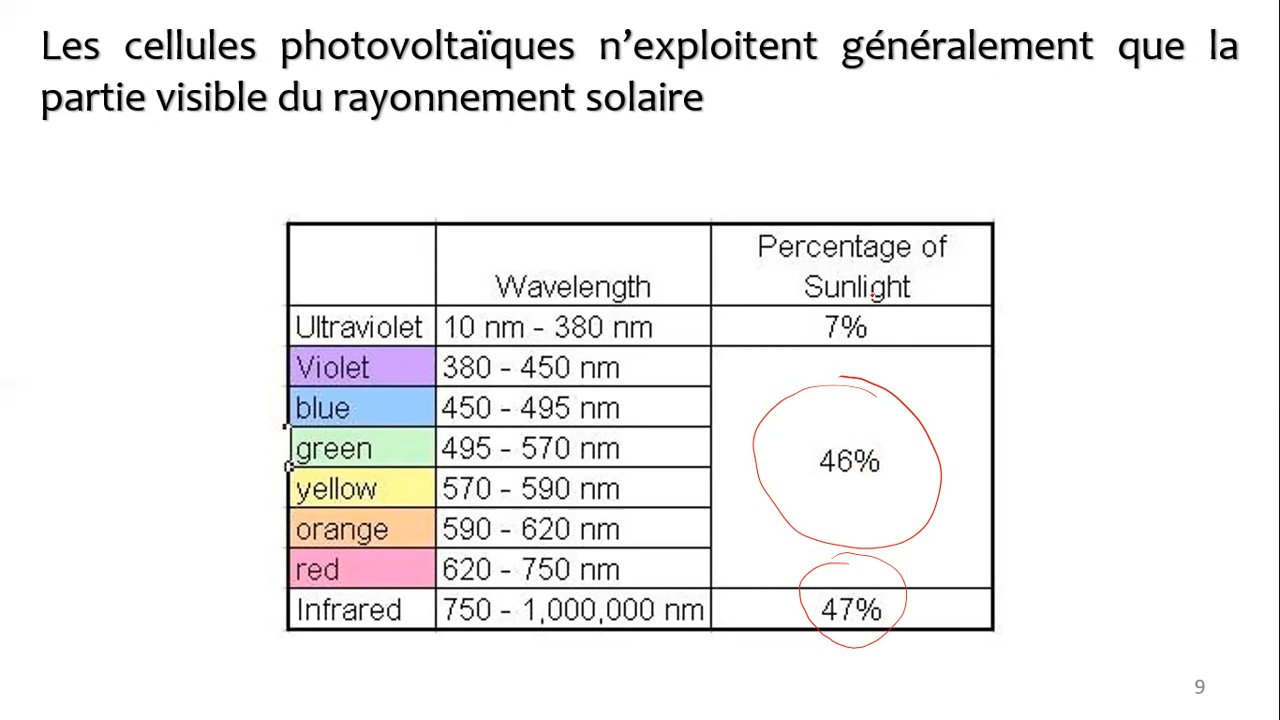 Les cellules photovoltaïques n’exploitent généralement que la
partie visible du rayonnement solaire
Wavelength Percentage of Sunlight
Ultraviolet 10 nm - 380 nm 7%
Violet 380 - 450 nm
blue 450 - 495 nm
green 495 - 570 nm
46%
yellow 570 - 590 nm
orange 590 - 620 nm
red 620 - 750 nm
Infrared 750 - 1,000,000 nm 47%
9